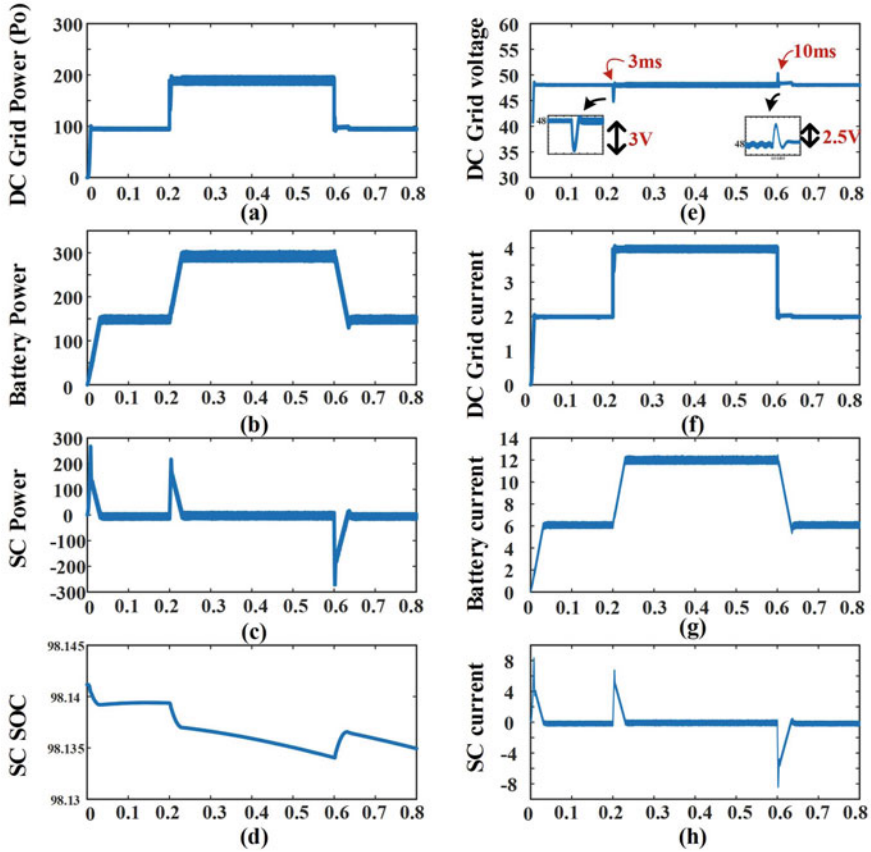 DC Grid Power (Po)
300
200
100
0
0 0.1 0.2 0.3 0.4 0.5 0.6 0.7 0.8
(a)
DC Grid voltage
60
55
50
45
40
35
30
3ms
10ms
48
3V
48
2.5V
0 0.1 0.2 0.3 0.4 0.5 0.6 0.7 0.8
(e)
Battery Power
300
150
150
0
0 0.1 0.2 0.3 0.4 0.5 0.6 0.7 0.8
(b)
DC Grid current
4
3
2
1
0
0 0.1 0.2 0.3 0.4 0.5 0.6 0.7 0.8
(f)
SC Power
300
200
100
0
-100
-200
-300
0 0.1 0.2 0.3 0.4 0.5 0.6 0.7 0.8
(c)
Battery current
14
12
10
8
6
4
2
0
0 0.1 0.2 0.3 0.4 0.5 0.6 0.7 0.8
(g)
SC SOC
98.145
98.14
98.135
98.13
0 0.1 0.2 0.3 0.4 0.5 0.6 0.7 0.8
(d)
SC current
8
4
0
-4
-8
0 0.1 0.2 0.3 0.4 0.5 0.6 0.7 0.8
(h)